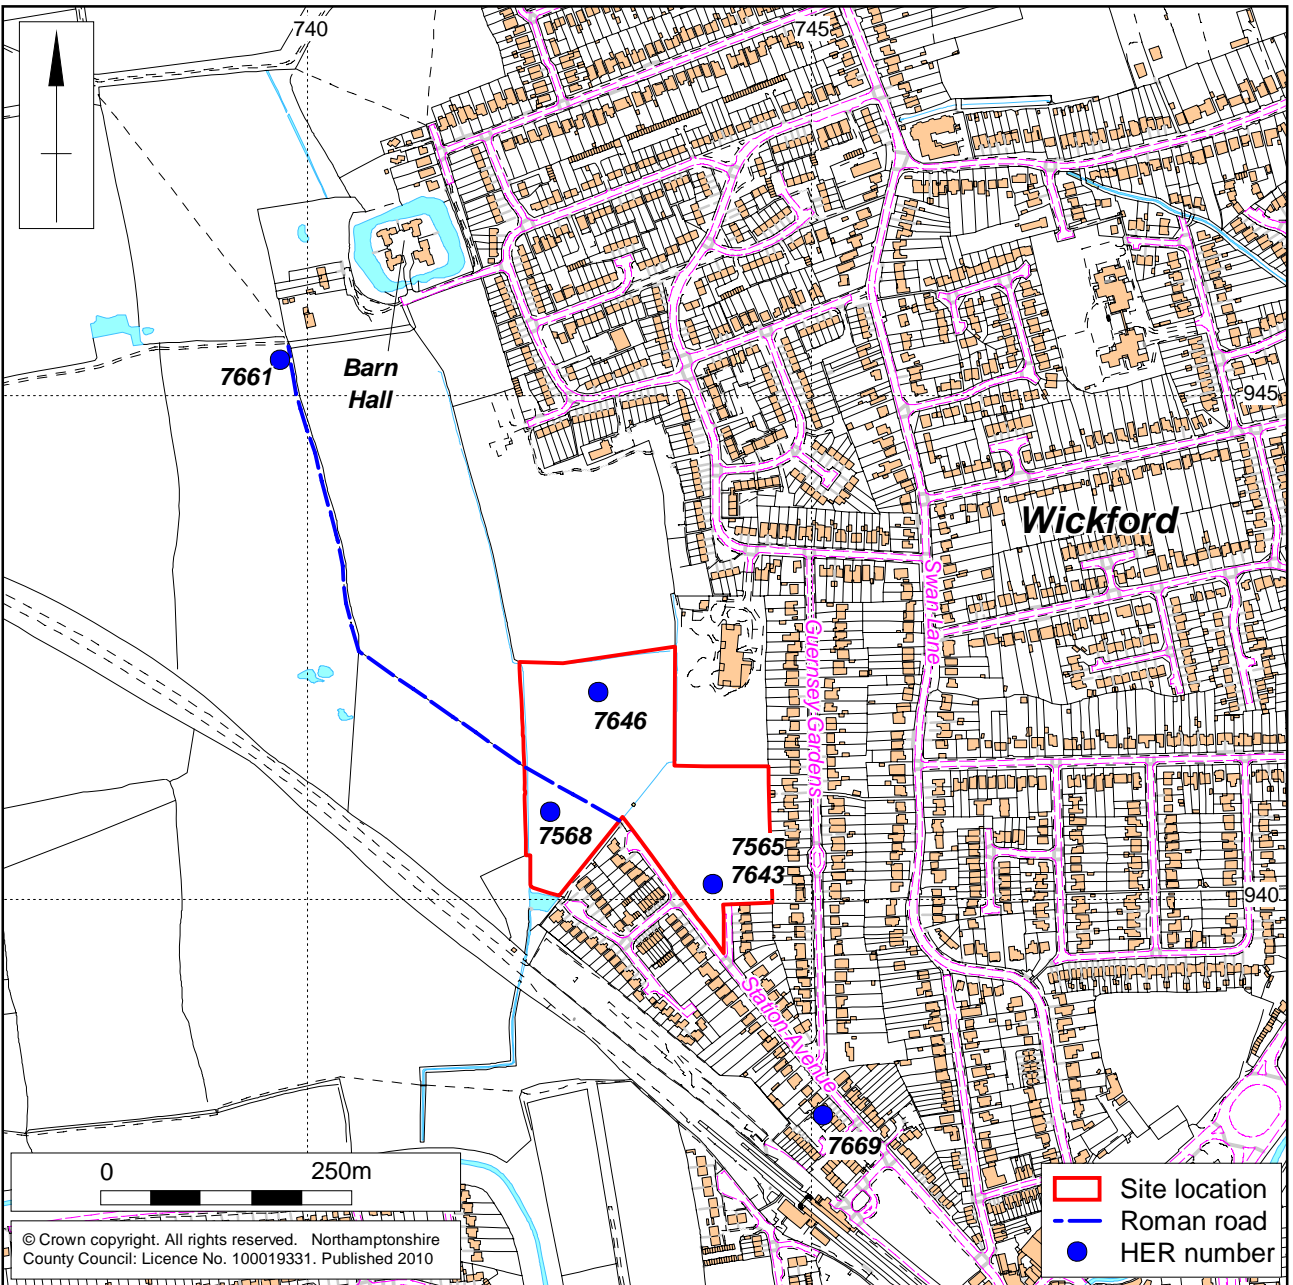 740
745
7661
Barn
Hall
945
Wickford
Swan Lane
Guernsey Gardens
7646
7568
7565
7643
940
Station Avenue
7669
0 250m
© Crown copyright. All rights reserved. Northamptonshire
County Council: Licence No. 100019331. Published 2010
Site location
Roman road
HER number